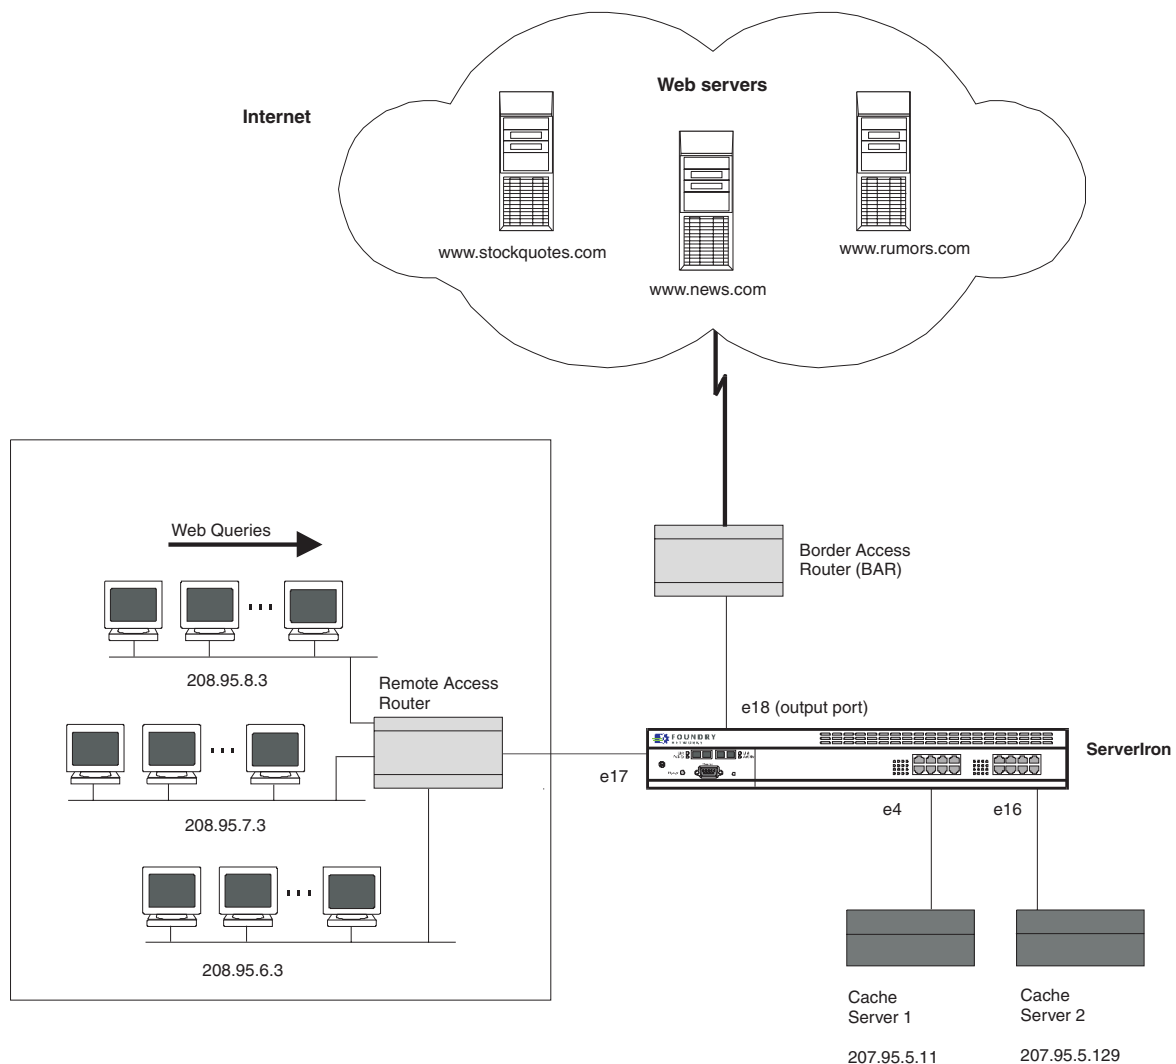 Web servers
Internet
www.stockquotes.com
www.rumors.com
www.news.com
Web Queries
Border Access
Router (BAR)
208.95.8.3
Remote Access
Router
e18 (output port)
FOUNDRY
NETWORKS
ServerIron
e17
e4
e16
208.95.7.3
208.95.6.3
Cache
Server 1
207.95.5.11
Cache
Server 2
207.95.5.129